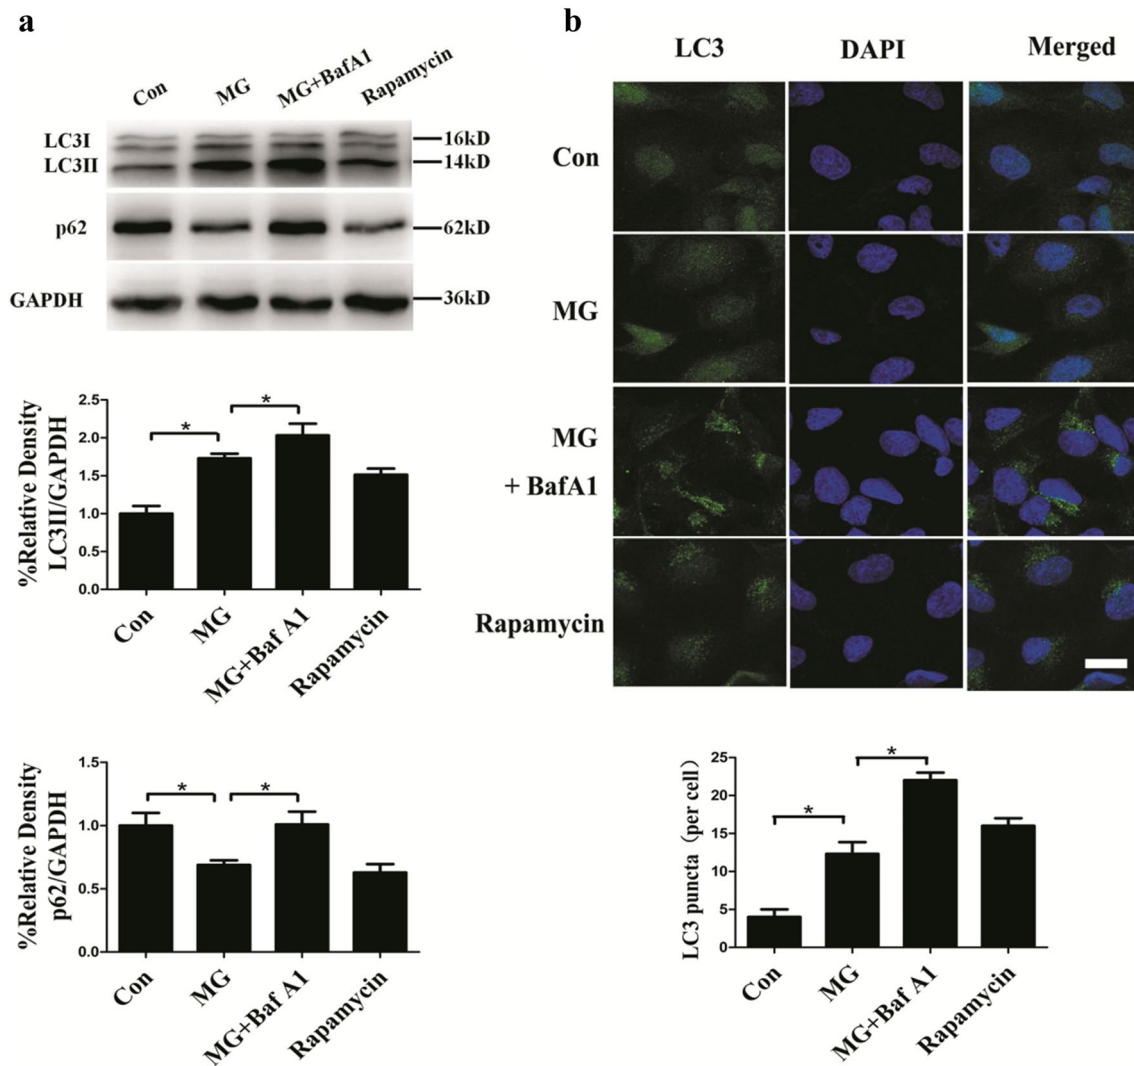 a
Con MG MG+BafA1 Rapamycin
LC3I 16kD
LC3II 14kD
p62 62kD
GAPDH 36kD
%Relative Density
LC3II/GAPDH
2.5
2.0
1.5
1.0
0.5
0.0
* *
Con MG MG+Baf A1 Rapamycin
%Relative Density
p62/GAPDH
1.5
1.0
0.5
0.0
* *
Con MG MG+Baf A1 Rapamycin
b
LC3 DAPI Merged
Con
MG
MG
+ BafA1
Rapamycin
LC3 puncta (per cell)
25
20
15
10
5
0
* *
Con MG MG+Baf A1 Rapamycin